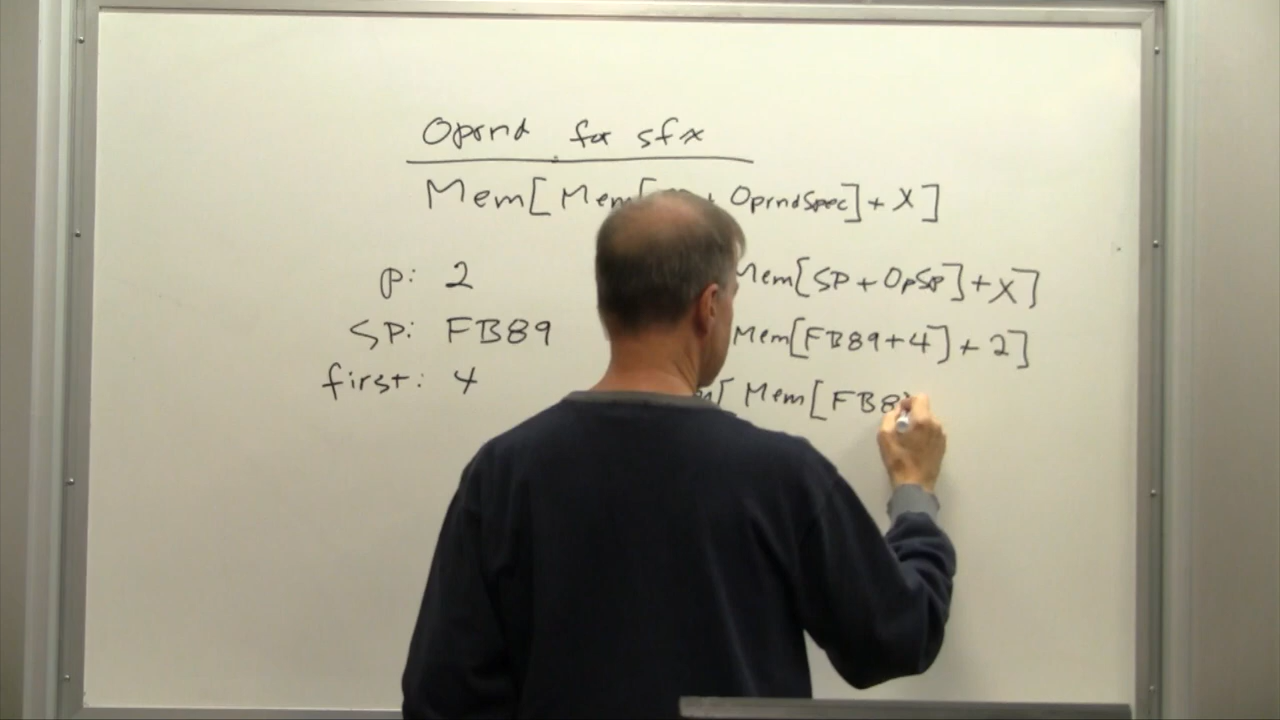 Oprnd for sfx
Mem[Mem[ + OprndSpec] + X]
p: 2
SP: FB89
first: 4
Mem[SP + OpSp] + X]
Mem[FB89 + 4] + 2]
m[ Mem[FB8